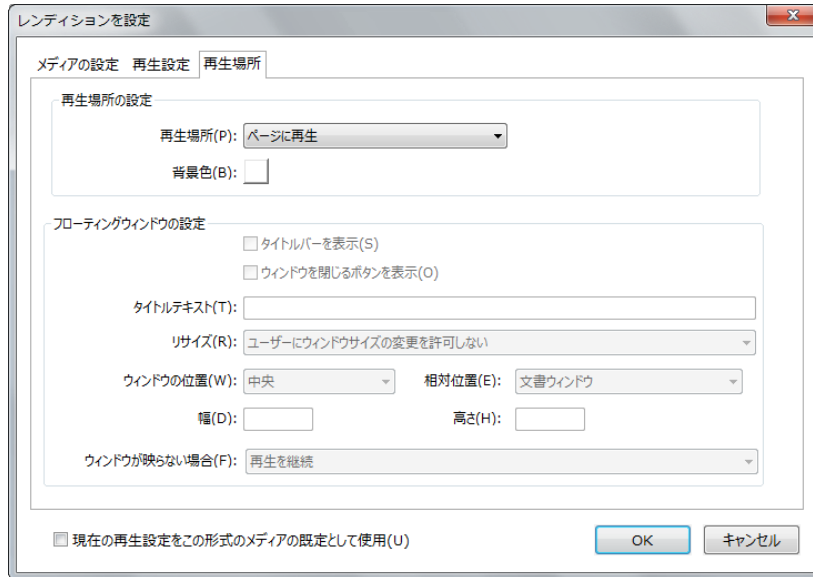 レンディションを設定
メディアの設定 再生設定 再生場所
再生場所の設定
再生場所(P): ページに再生
背景色(B):
フローティングウィンドウの設定
タイトルバーを表示(S)
ウィンドウを閉じるボタンを表示(O)
タイトルテキスト(T):
リサイズ(R): ユーザーにウィンドウサイズの変更を許可しない
ウィンドウの位置(W): 中央 相対位置(E): 文書ウィンドウ
幅(D): 高さ(H):
ウィンドウが映らない場合(F): 再生を継続
現在の再生設定をこの形式のメディアの既定として使用(U) OK キャンセル